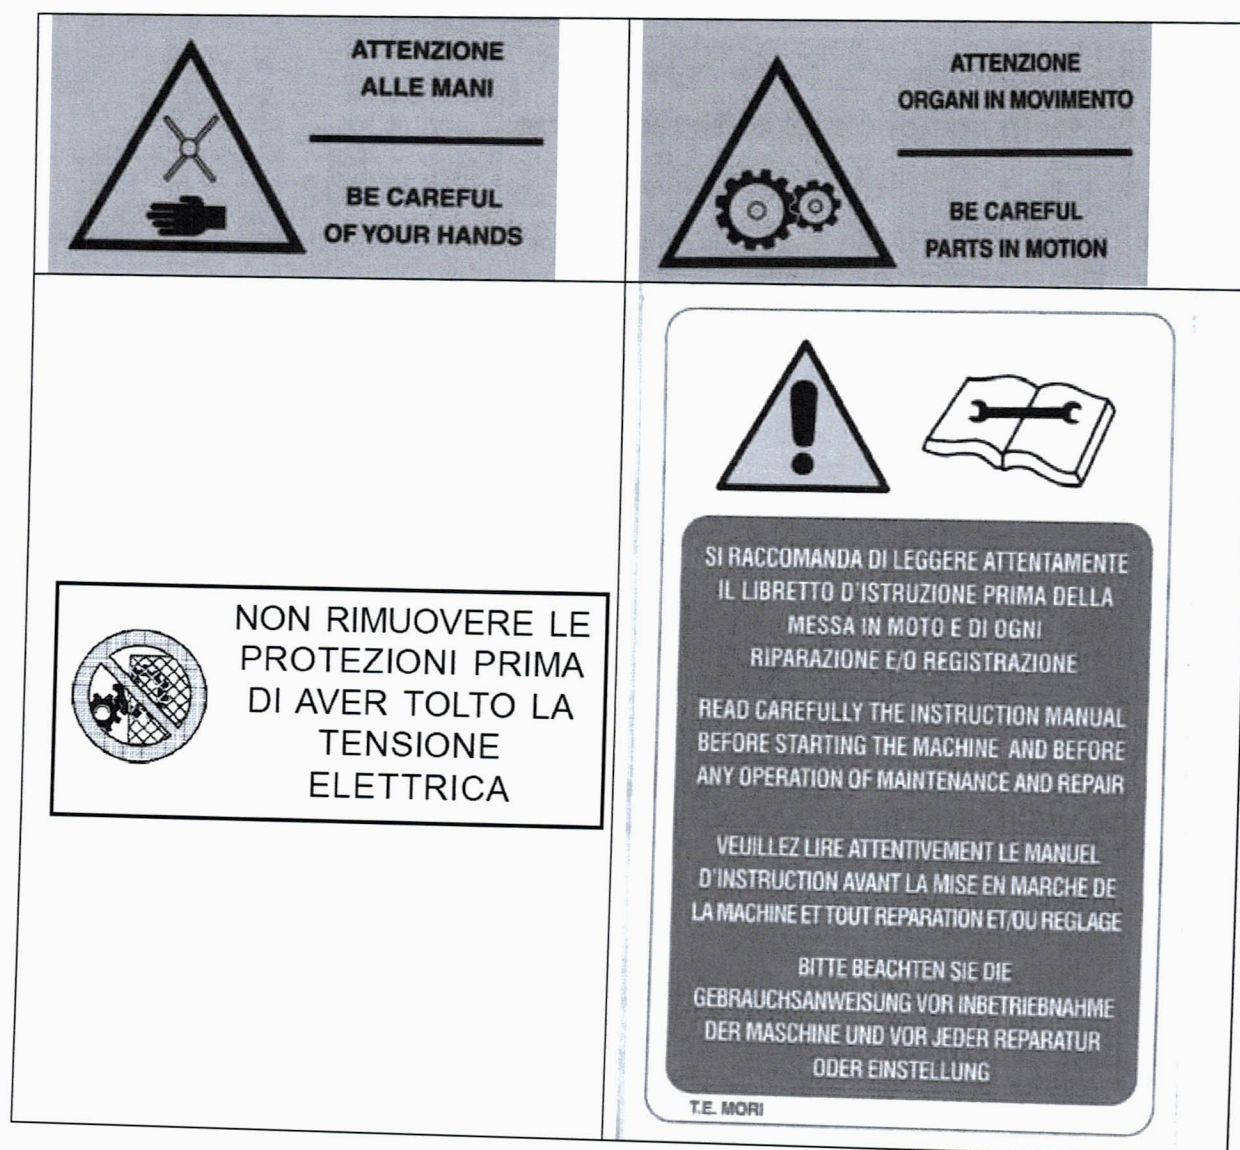 ATTENZIONE
ALLE MANI
BE CAREFUL
OF YOUR HANDS
ATTENZIONE
ORGANI IN MOVIMENTO
BE CAREFUL
PARTS IN MOTION
NON RIMUOVERE LE
PROTEZIONI PRIMA
DI AVER TOLTO LA
TENSIONE
ELETTRICA
SI RACCOMANDA DI LEGGERE ATTENTAMENTE
IL LIBRETTO D'ISTRUZIONE PRIMA DELLA
MESSA IN MOTO E DI OGNI
RIPARAZIONE E/O REGISTRAZIONE
READ CAREFULLY THE INSTRUCTION MANUAL
BEFORE STARTING THE MACHINE AND BEFORE
ANY OPERATION OF MAINTENANCE AND REPAIR
VEUILLEZ LIRE ATTENTIVEMENT LE MANUEL
D'INSTRUCTION AVANT LA MISE EN MARCHE DE
LA MACHINE ET TOUT REPARATION ET/OU REGLAGE
BITTE BEACHTEN SIE DIE
GEBRAUCHSANWEISUNG VOR INBETRIEBNAHME
DER MASCHINE UND VOR JEDER REPARATUR
ODER EINSTELLUNG
T.E. MORI